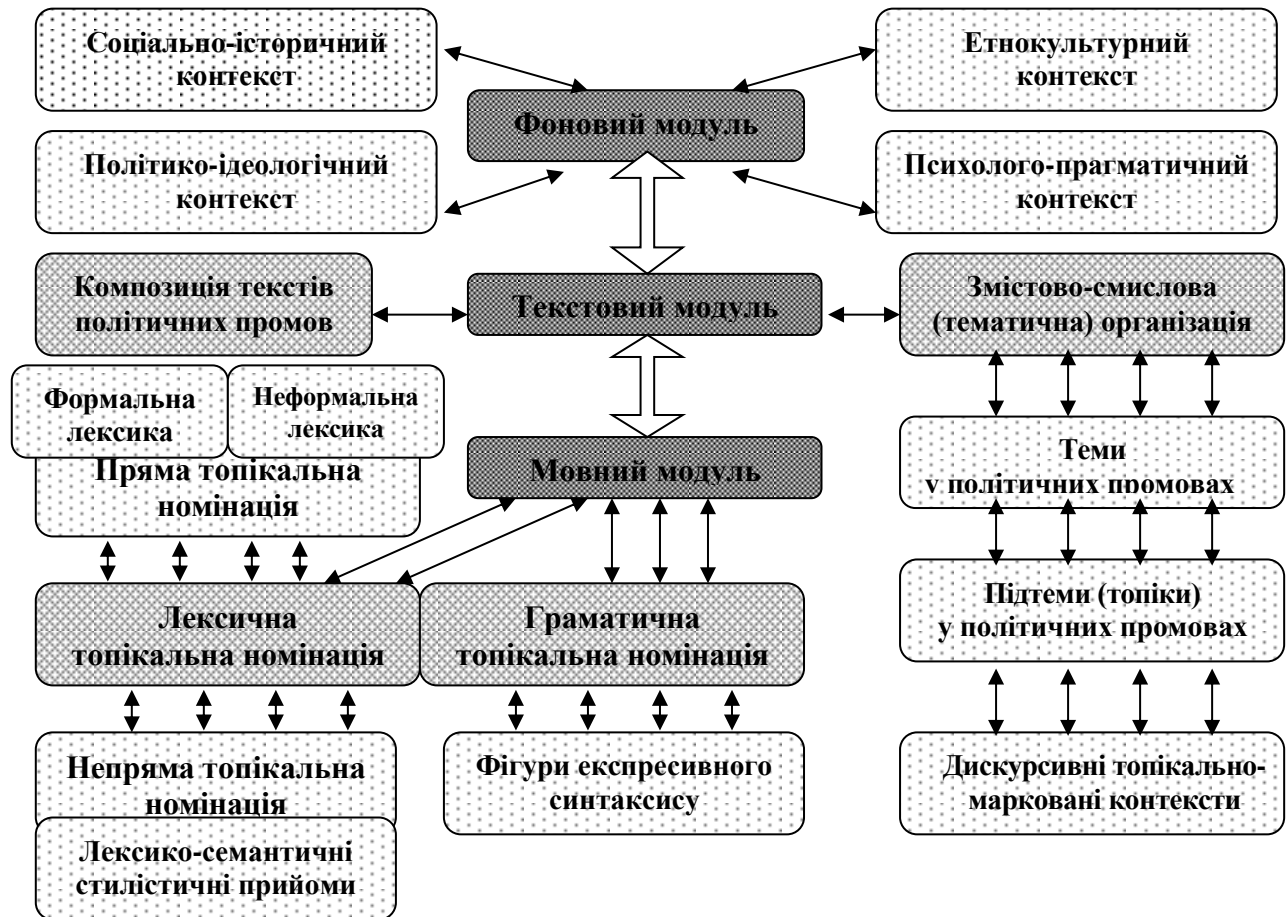 Соціально-історичний
контекст
Етнокультурний
контекст
Фоновий модуль
Політико-ідеологічний
контекст
Психолого-прагматичний
контекст
Композиція текстів
політичних промов
Текстовий модуль
Змістово-смислова
(тематична) організація
Формальна
лексика
Неформальна
лексика
Пряма топікальна
номінація
Мовний модуль
Теми
у політичних промовах
Лексична
топікальна номінація
Граматична
топікальна номінація
Підтеми (топіки)
у політичних промовах
Непряма топікальна
номінація
Фігури експресивного
синтаксису
Дискурсивні топікально-
марковані контексти
Лексико-семантичні
стилістичні прийоми